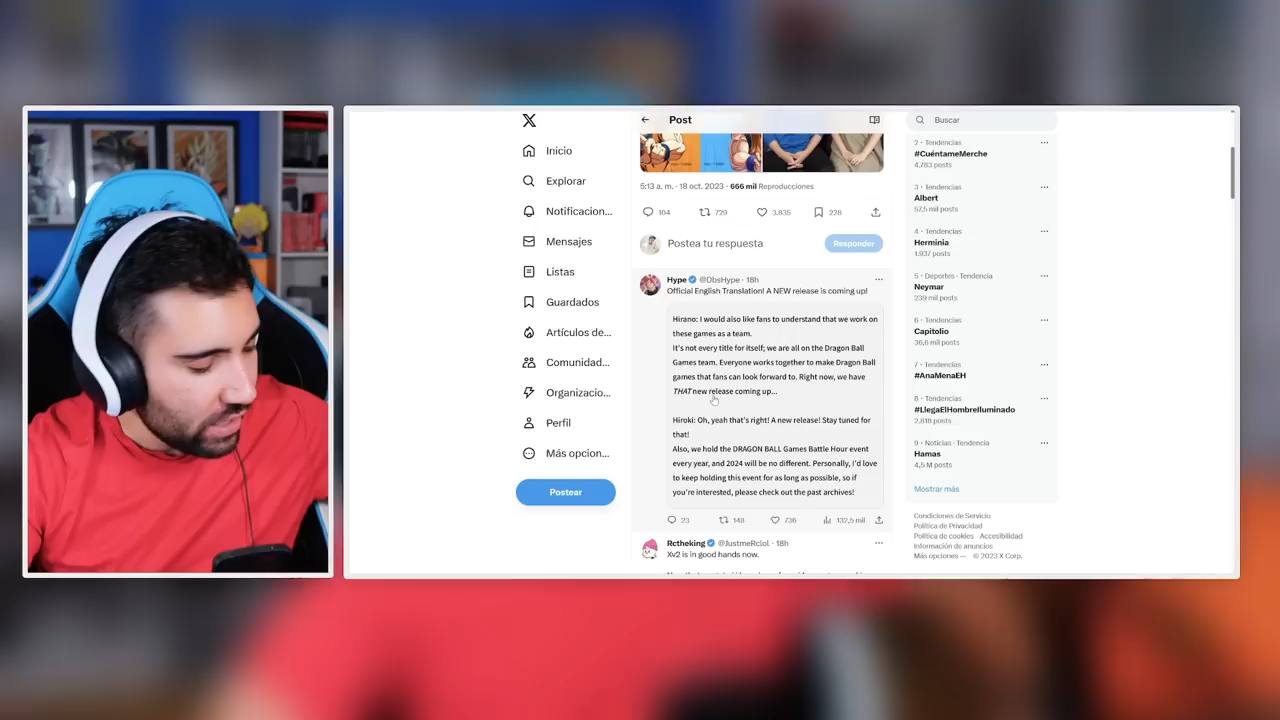 Inicio
Explorar
Notificacion...
Mensajes
Listas
Guardados
Artículos de...
Comunidad...
Organizacio...
Perfil
Más opcion...
Postear
Post
5:13 a. m. · 18 oct. 2023 · 666 mil Reproducciones
104 729 3.835 228
Postea tu respuesta
Responder
Hype @DbsHype · 18h
Official English Translation! A NEW release is coming up!
Hirano: I would also like fans to understand that we work on
these games as a team.
It's not every title for itself; we are all on the Dragon Ball
Games team. Everyone works together to make Dragon Ball
games that fans can look forward to. Right now, we have
THAT new release coming up...
Hiroki: Oh, yeah that's right! A new release! Stay tuned for
that!
Also, we hold the DRAGON BALL Games Battle Hour event
every year, and 2024 will be no different. Personally, I'd love
to keep holding this event for as long as possible, so if
you're interested, please check out the past archives!
23 148 736 132,5 mil
Rctheking @JustmeRclol · 18h
Xv2 is in good hands now.
Buscar
2 · Tendencias
#CuéntameMerche
4.783 posts
3 · Tendencias
Albert
57,5 mil posts
4 · Tendencias
Herminia
1.937 posts
5 · Deportes · Tendencia
Neymar
239 mil posts
6 · Tendencias
Capitolio
36,6 mil posts
7 · Tendencias
#AnaMenaEH
8 · Tendencias
#LlegaElHombreIluminado
2,818 posts
9 · Noticias · Tendencia
Hamas
4,5 M posts
Mostrar más
Condiciones de Servicio
Política de Privacidad
Política de cookies Accesibilidad
Información de anuncios
Más opciones ··· © 2023 X Corp.